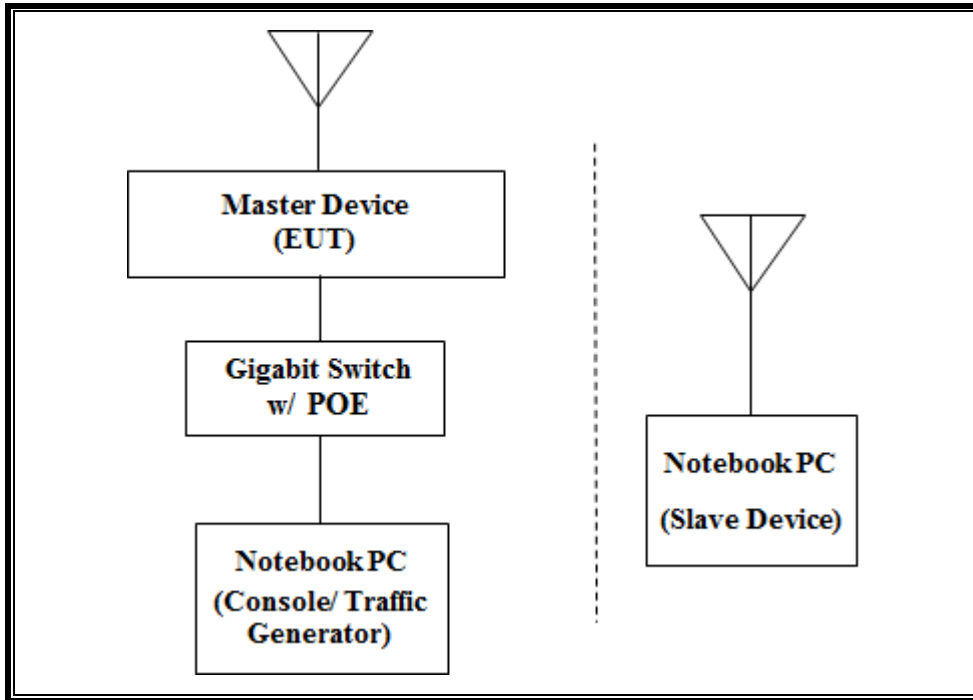 Master Device
(EUT)
Gigabit Switch
w/ POE
Notebook PC
(Console/ Traffic
Generator)
Notebook PC
(Slave Device)